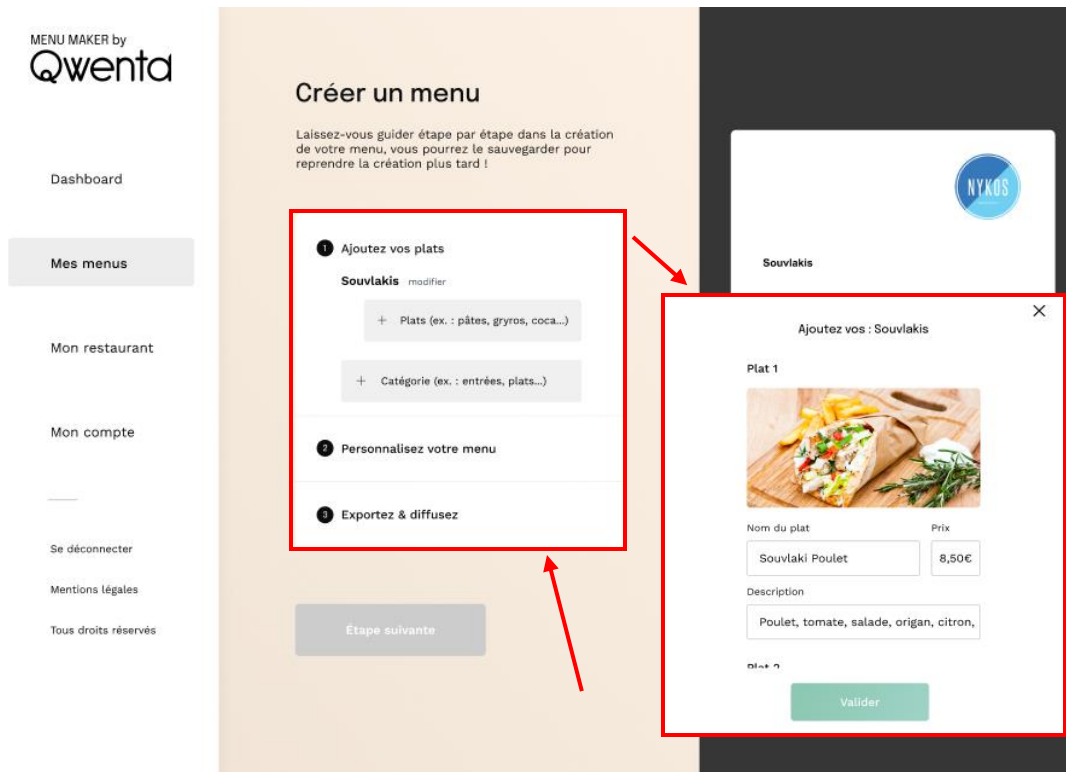 MENU MAKER by
Qwenta
Dashboard
Mes menus
Mon restaurant
Mon compte
Se déconnecter
Mentions légales
Tous droits réservés
Créer un menu
Laissez-vous guider étape par étape dans la création
de votre menu, vous pourrez le sauvegarder pour
reprendre la création plus tard !
1 Ajoutez vos plats
Souvlakis modifier
+ Plats (ex. : pâtes, gryros, coca...)
+ Catégorie (ex. : entrées, plats...)
2 Personnalisez votre menu
3 Exportez & diffusez
Étape suivante
NYKOS
Souvlakis
Ajoutez vos : Souvlakis
Plat 1
Nom du plat Prix
Souvlaki Poulet 8,50€
Description
Poulet, tomate, salade, origan, citron,
Plat 2
Valider